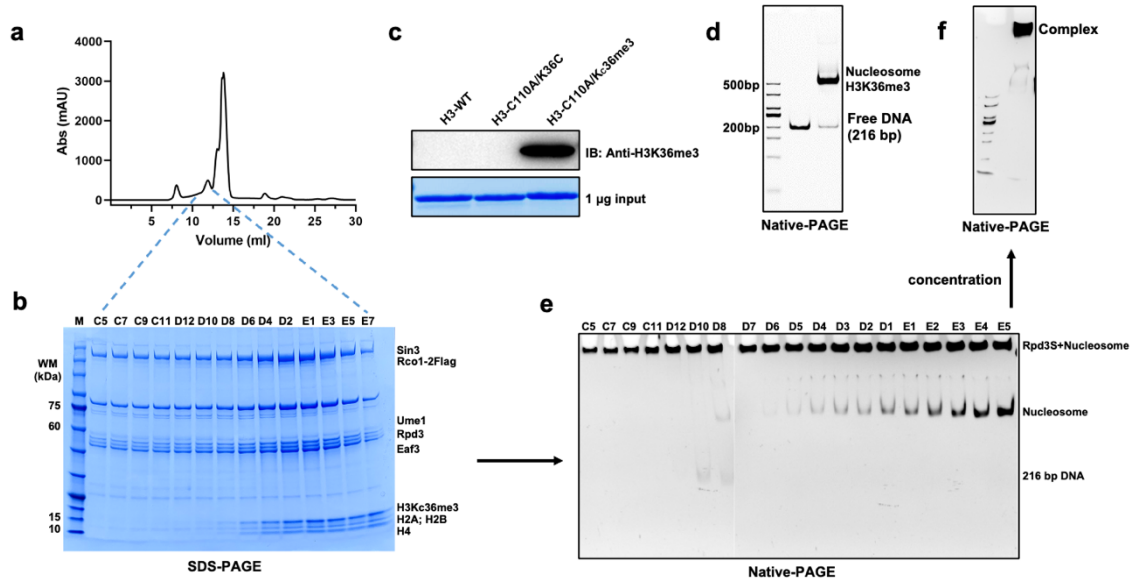 a
4000
3000
2000
1000
0
Abs (mAU)
5 10 15 20 25 30
Volume (ml)
c
H3-WT
H3-C110A/K36C
H3-C110A/Kc36me3
IB: Anti-H3K36me3
1 µg input
d
500bp
200bp
Nucleosome
H3K36me3
Free DNA
(216 bp)
Native-PAGE
f
Complex
Native-PAGE
concentration
b
M C5 C7 C9 C11 D12 D10 D8 D6 D4 D2 E1 E3 E5 E7
WM
(kDa)
75
60
15
10
Sin3
Rco1-2Flag
Ume1
Rpd3
Eaf3
H3Kc36me3
H2A; H2B
H4
SDS-PAGE
e
C5 C7 C9 C11 D12 D10 D8 D7 D6 D5 D4 D3 D2 D1 E1 E2 E3 E4 E5
Rpd3S+Nucleosome
Nucleosome
216 bp DNA
Native-PAGE